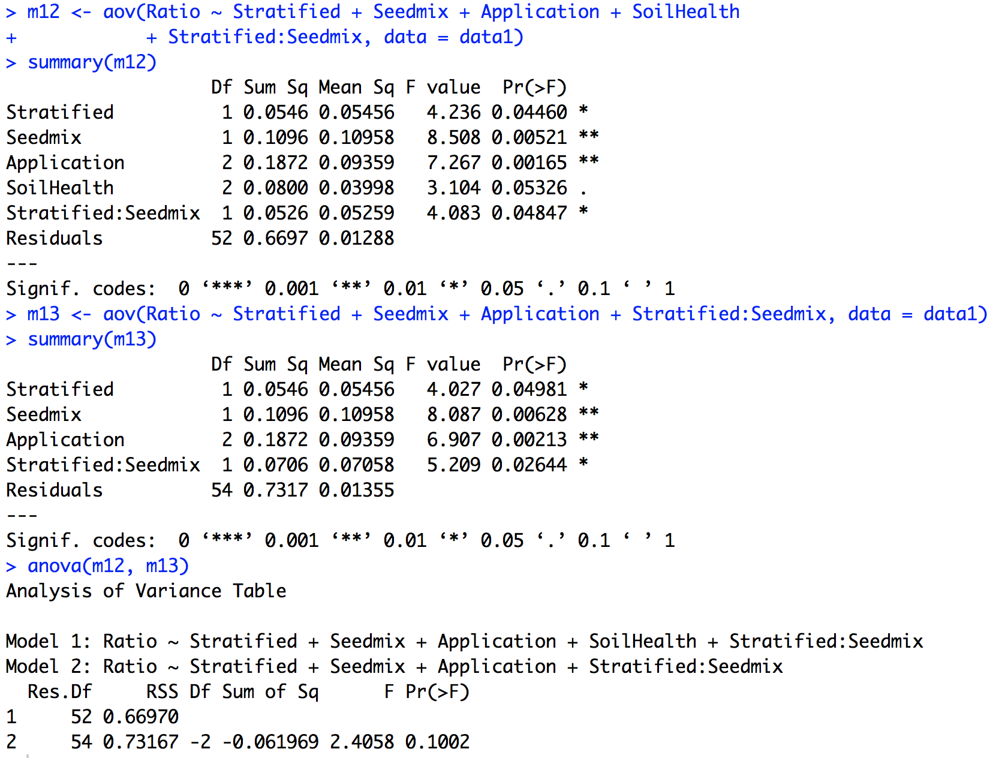 > m12 <- aov(Ratio ~ Stratified + Seedmix + Application + SoilHealth
+             + Stratified:Seedmix, data = data1)
> summary(m12)
                   Df Sum Sq Mean Sq F value  Pr(>F)
Stratified          1 0.0546 0.05456   4.236 0.04460 *
Seedmix             1 0.1096 0.10958   8.508 0.00521 **
Application         2 0.1872 0.09359   7.267 0.00165 **
SoilHealth          2 0.0800 0.03998   3.104 0.05326 .
Stratified:Seedmix  1 0.0526 0.05259   4.083 0.04847 *
Residuals          52 0.6697 0.01288
---
Signif. codes:  0 ‘***’ 0.001 ‘**’ 0.01 ‘*’ 0.05 ‘.’ 0.1 ‘ ’ 1
> m13 <- aov(Ratio ~ Stratified + Seedmix + Application + Stratified:Seedmix, data = data1)
> summary(m13)
                   Df Sum Sq Mean Sq F value  Pr(>F)
Stratified          1 0.0546 0.05456   4.027 0.04981 *
Seedmix             1 0.1096 0.10958   8.087 0.00628 **
Application         2 0.1872 0.09359   6.907 0.00213 **
Stratified:Seedmix  1 0.0706 0.07058   5.209 0.02644 *
Residuals          54 0.7317 0.01355
---
Signif. codes:  0 ‘***’ 0.001 ‘**’ 0.01 ‘*’ 0.05 ‘.’ 0.1 ‘ ’ 1
> anova(m12, m13)
Analysis of Variance Table

Model 1: Ratio ~ Stratified + Seedmix + Application + SoilHealth + Stratified:Seedmix
Model 2: Ratio ~ Stratified + Seedmix + Application + Stratified:Seedmix
  Res.Df     RSS Df Sum of Sq      F Pr(>F)
1     52 0.66970
2     54 0.73167 -2 -0.061969 2.4058 0.1002